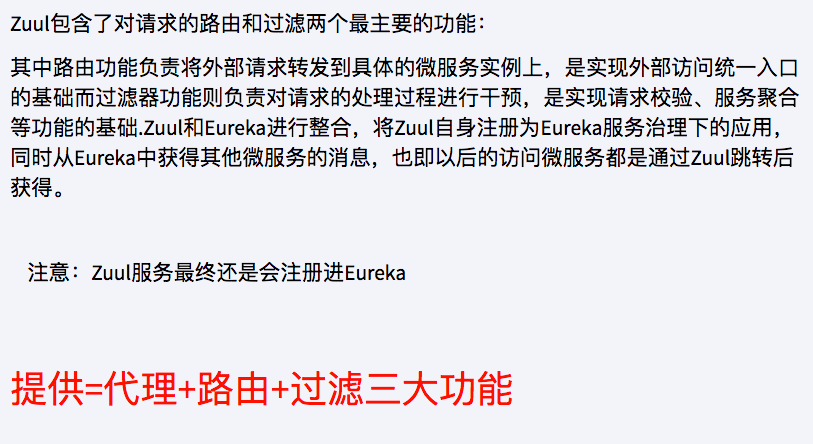 Zuul包含了对请求的路由和过滤两个最主要的功能：
其中路由功能负责将外部请求转发到具体的微服务实例上，是实现外部访问统一入口
的基础而过滤器功能则负责对请求的处理过程进行干预，是实现请求校验、服务聚合
等功能的基础.Zuul和Eureka进行整合，将Zuul自身注册为Eureka服务治理下的应用，
同时从Eureka中获得其他微服务的消息，也即以后的访问微服务都是通过Zuul跳转后
获得。
注意：Zuul服务最终还是会注册进Eureka
提供=代理+路由+过滤三大功能